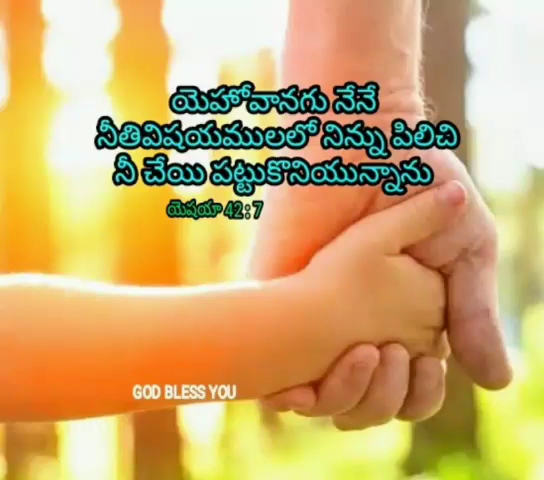 యెహోవానగు నేనే
నీతివిషయములలో నిన్ను పిలిచి
నీ చేయి పట్టుకొనియున్నాను
యెషయా 42:7
GOD BLESS YOU